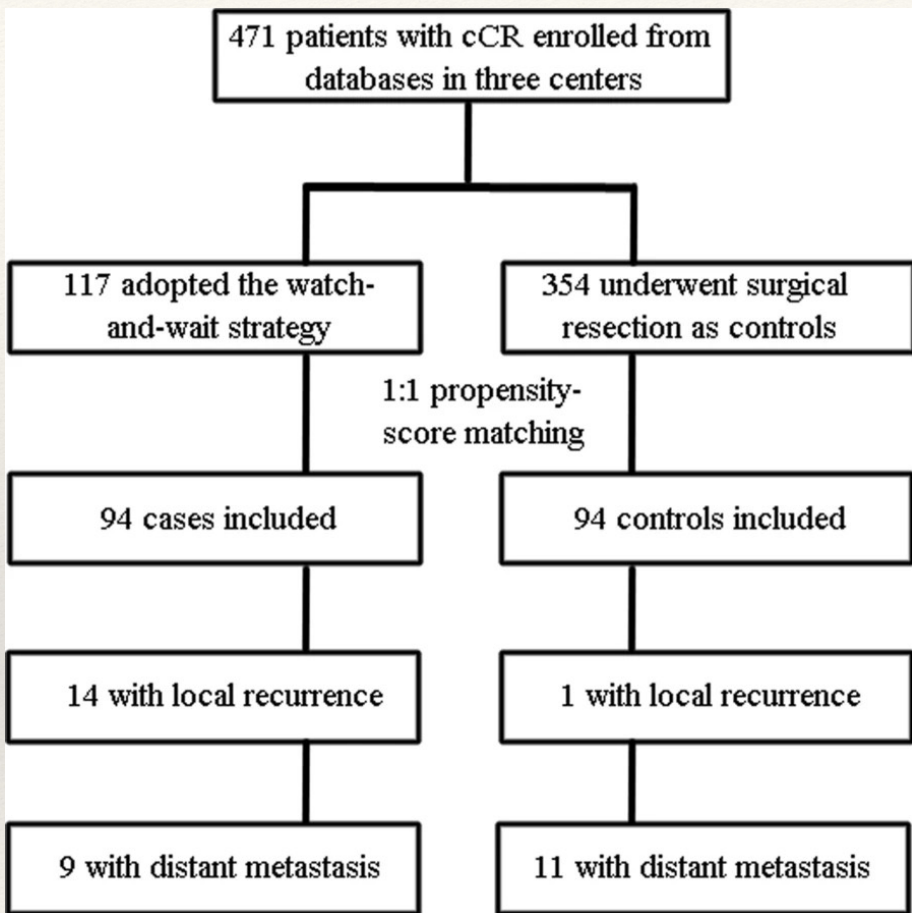 471 patients with cCR enrolled from
databases in three centers
117 adopted the watch-
and-wait strategy
354 underwent surgical
resection as controls
1:1 propensity-
score matching
94 cases included
94 controls included
14 with local recurrence
1 with local recurrence
9 with distant metastasis
11 with distant metastasis